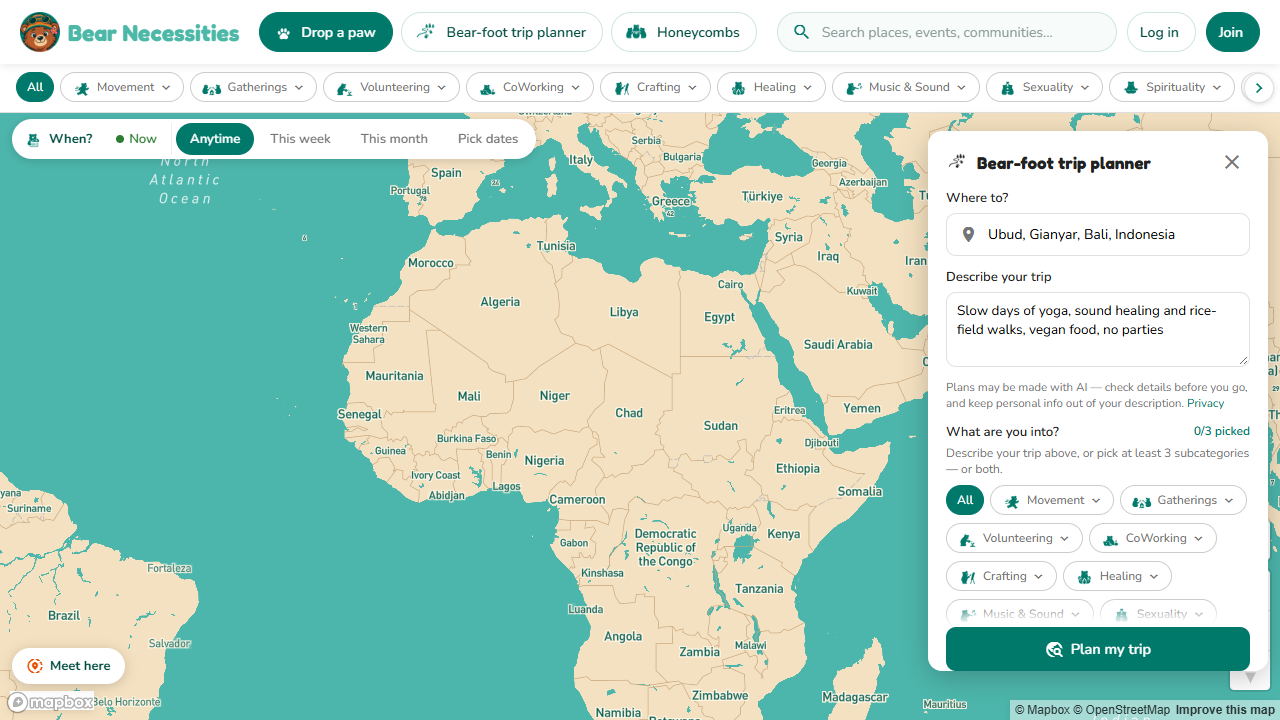 Bear Necessities
Drop a paw
Bear-foot trip planner
Honeycombs
Search places, events, communities...
Log in
Join
All
Movement
Gatherings
Volunteering
CoWorking
Crafting
Healing
Music & Sound
Sexuality
Spirituality
When?
Now
Anytime
This week
This month
Pick dates
North
Atlantic
Ocean
Serbia
Italy
Bulgaria
Georgia
Spain
Azerbaijan
Portugal
Greece
Türkiye
Tunisia
Syria
Morocco
Iraq
Iran
Cairo
Kuwait
Algeria
Libya
Egypt
Western
Sahara
Saudi Arabia
Mauritania
Mali
Niger
Chad
Eritrea
Yemen
Senegal
Sudan
Burkina Faso
Djibouti
Guinea
Benin
Nigeria
Ethiopia
Ivory Coast
Lagos
Abidjan
Somalia
Cameroon
Suriname
Uganda
Kenya
Democratic
Republic of
the Congo
Gabon
Fortaleza
Kinshasa
Tanzania
Luanda
Brazil
Salvador
Angola
Malawi
Zambia
Zimbabwe
Madagascar
Mauritius
Namibia
Belo Horizonte
Meet here
mapbox
Bear-foot trip planner
Where to?
Ubud, Gianyar, Bali, Indonesia
Describe your trip
Slow days of yoga, sound healing and rice-
field walks, vegan food, no parties
Plans may be made with AI — check details before you go,
and keep personal info out of your description. Privacy
What are you into?
0/3 picked
Describe your trip above, or pick at least 3 subcategories
— or both.
All
Movement
Gatherings
Volunteering
CoWorking
Crafting
Healing
Music & Sound
Sexuality
Plan my trip
© Mapbox © OpenStreetMap Improve this map